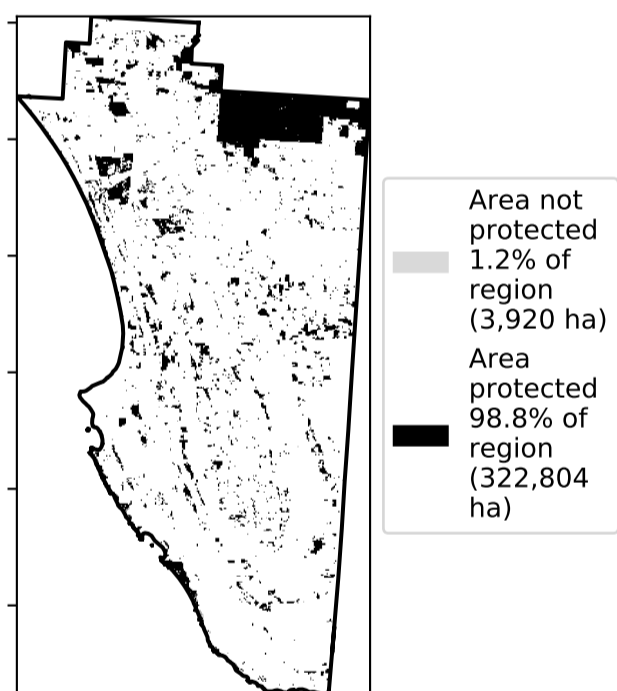 Area not
protected
1.2% of
region
(3,920 ha)
Area
protected
98.8% of
region
(322,804
ha)